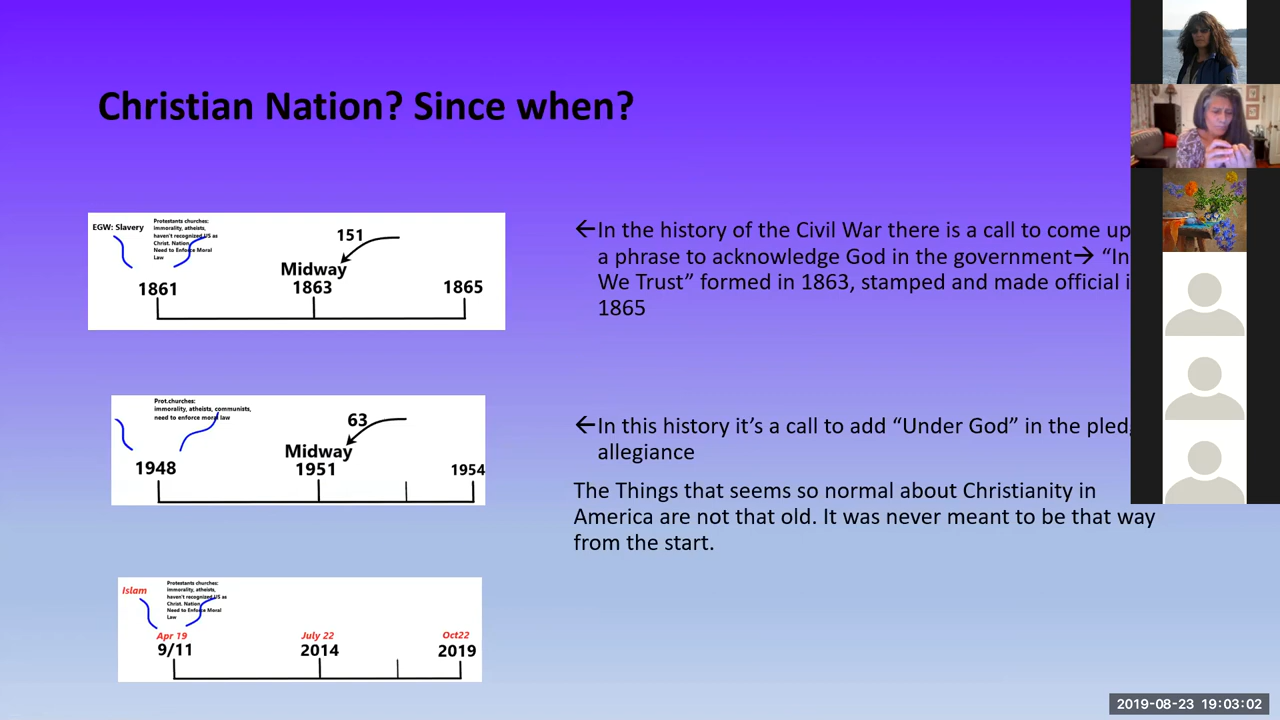 Christian Nation? Since when?
EGW: Slavery
Protestants churches:
Immorality, atheists,
haven't recognized US as
Christ. Nation
Need to Enforce Moral
Law
151
Midway
1861
1863
1865
←In the history of the Civil War there is a call to come up
a phrase to acknowledge God in the government→ “In
We Trust” formed in 1863, stamped and made official i
1865
Prot.churches:
immorality, atheists, communists,
need to enforce moral law
63
Midway
1948
1951
1954
←In this history it’s a call to add “Under God” in the pled
allegiance
The Things that seems so normal about Christianity in
America are not that old. It was never meant to be that way
from the start.
Islam
Protestants churches:
Immorality, atheists,
haven't recognized US as
Christ. Nation
Need to Enforce Moral
Law
Apr 19
July 22
Oct22
9/11
2014
2019
2019-08-23 19:03:02